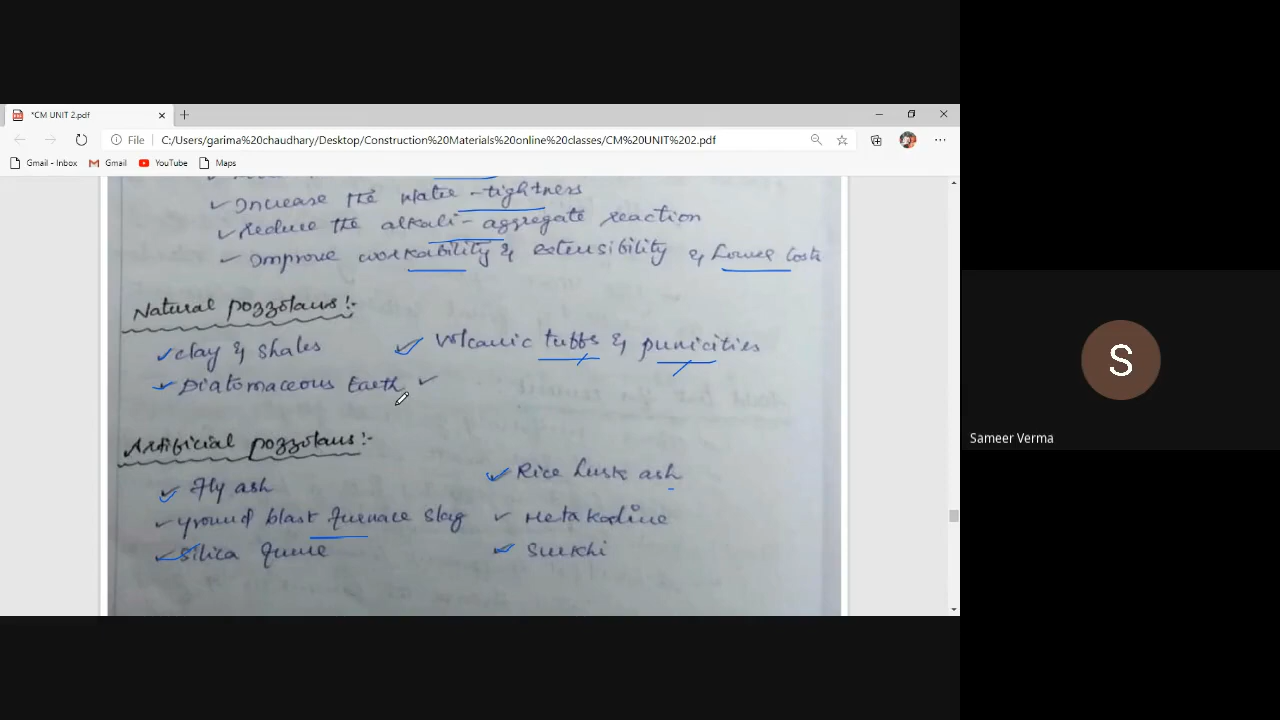 *CM UNIT 2.pdf
File C:/Users/garima%20chaudhary/Desktop/Construction%20Materials%20online%20classes/CM%20UNIT%202.pdf
Gmail - Inbox Gmail YouTube Maps
Increase the water-tightness
Reduce the alkali-aggregate reaction
Improve workability & extensibility & Lower Costs
Natural Pozzolans :-
Clay & Shales Volcanic tuffs & punicities
Diatomaceous Earth
Artificial Pozzolans :-
Fly ash Rice husk ash
Ground blast furnace slag Metakaoline
Silica fume Surkhi
S
Sameer Verma